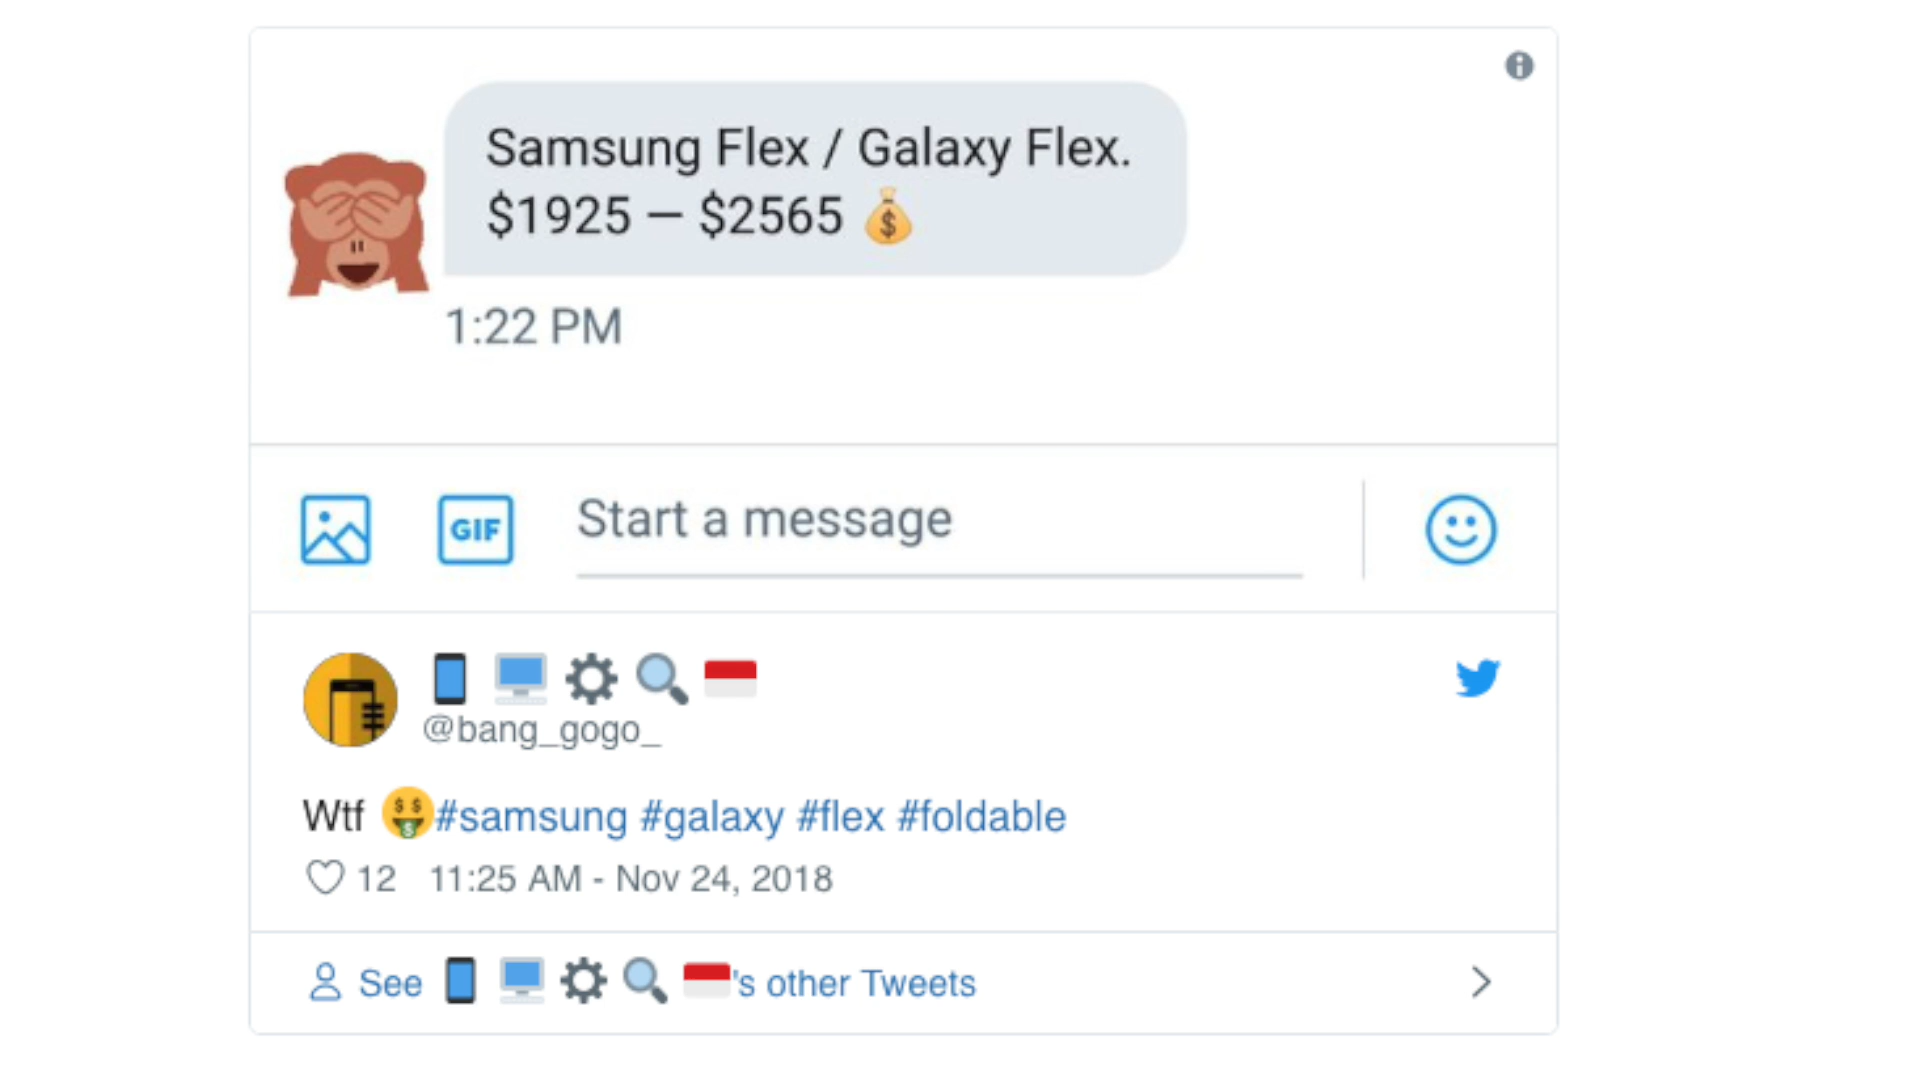 Samsung Flex / Galaxy Flex.
$1925 — $2565 💰
1:22 PM
GIF
Start a message
📱 🖥 ⚙ 🔍 🇮🇩
@bang_gogo_
Wtf 🤑#samsung #galaxy #flex #foldable
12 11:25 AM - Nov 24, 2018
See 📱 🖥 ⚙ 🔍 🇮🇩's other Tweets